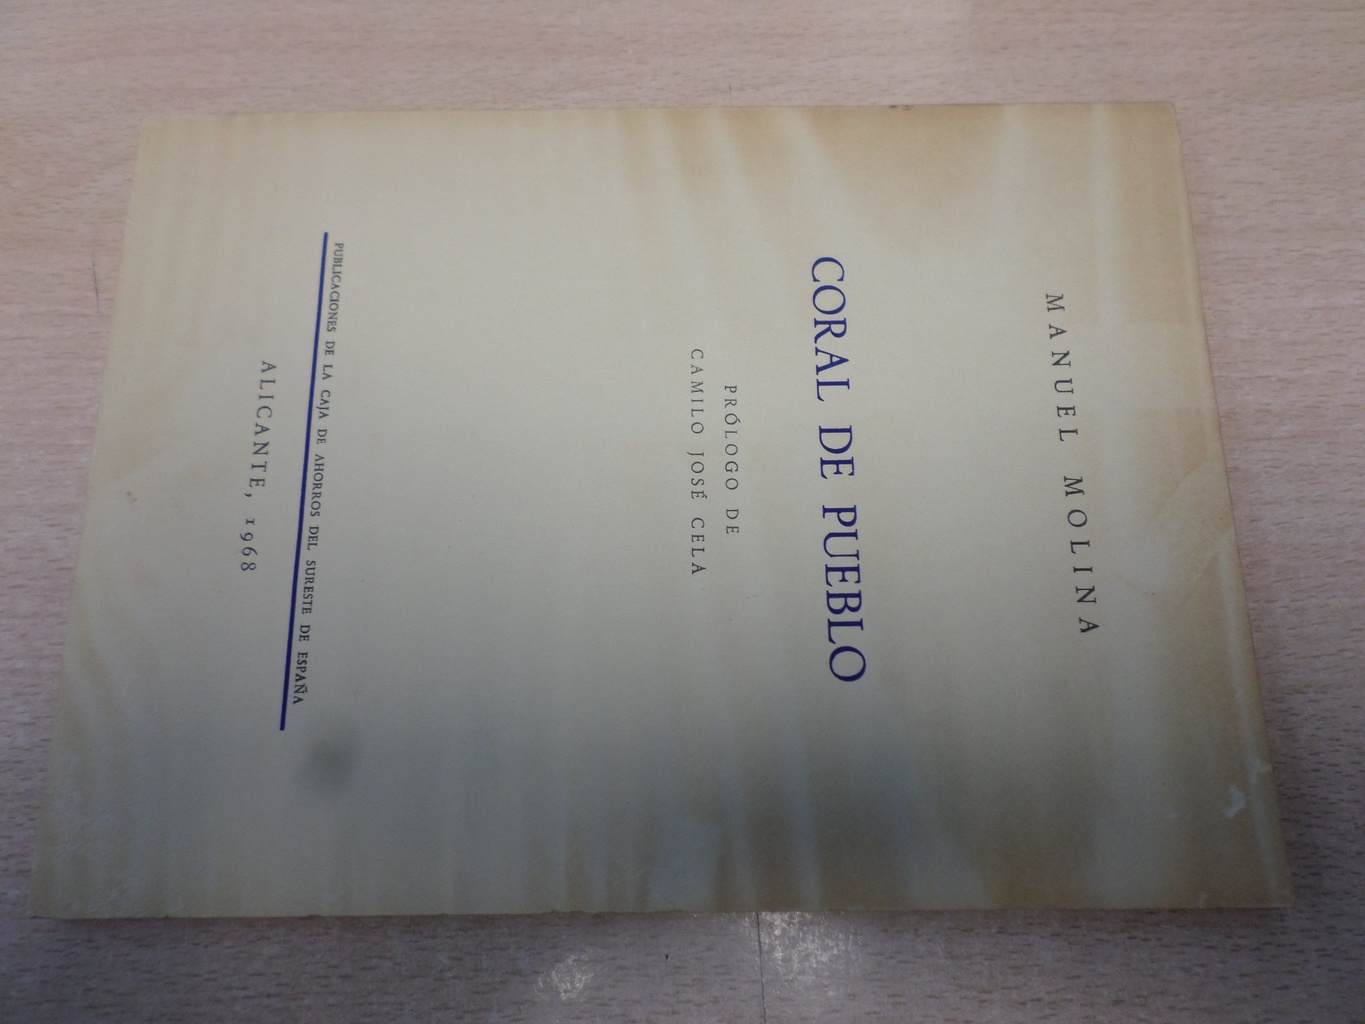 MANUEL MOLINA
CORAL DE PUEBLO
PRÓLOGO DE
CAMILO JOSÉ CELA
PUBLICACIONES DE LA CAJA DE AHORROS DEL SURESTE DE ESPAÑA
ALICANTE, 1968